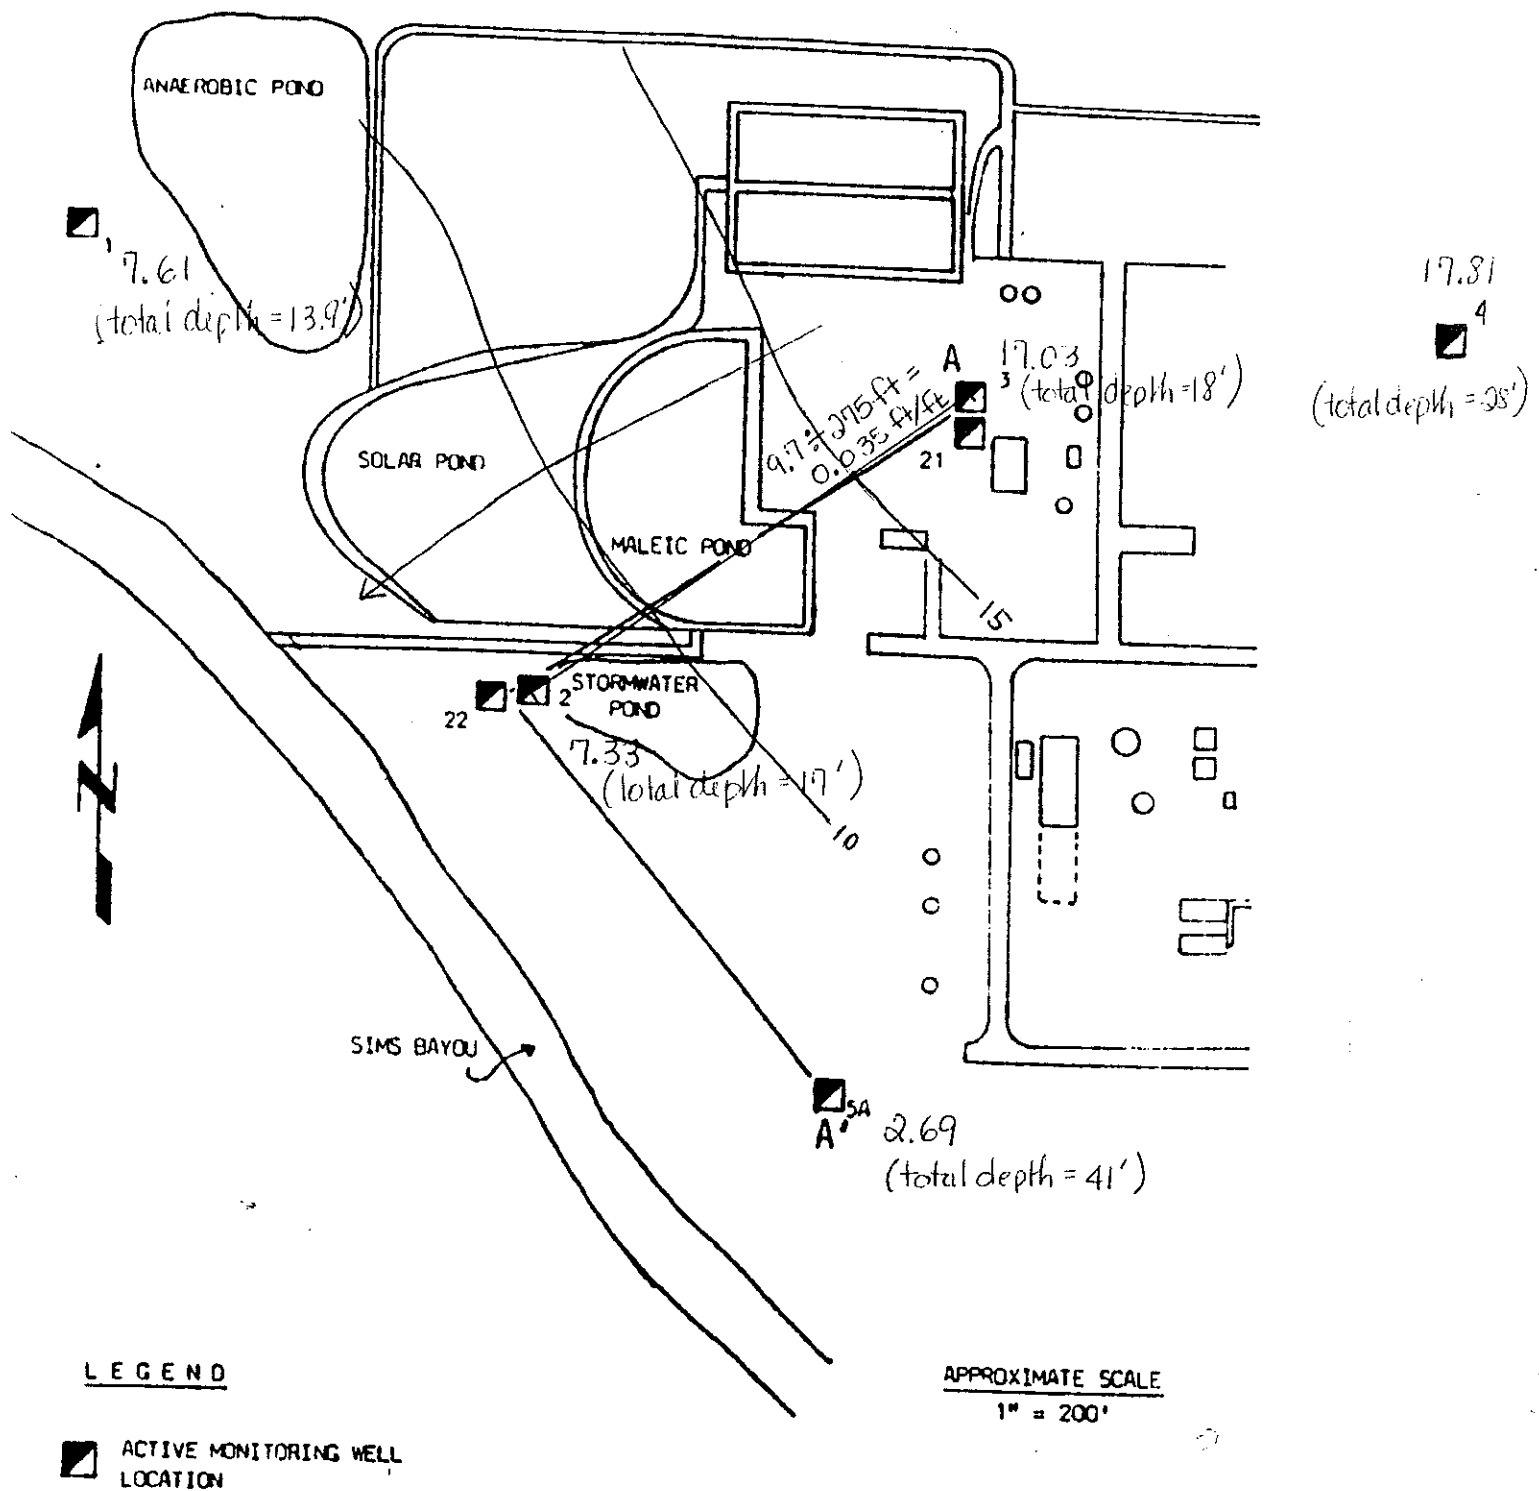 ANAEROBIC POND
1
7.61
(total depth = 13.9')
17.81
4
(total depth = 28')
A
17.03
3 (total depth = 18')
21
9.7 ÷ 275 ft =
0.035 ft/ft
SOLAR POND
MALEIC POND
15
STORMWATER
POND
22
2
7.33
(total depth = 17')
10
N
SIMS BAYOU
5A
A'
2.69
(total depth = 41')
LEGEND
ACTIVE MONITORING WELL
LOCATION
APPROXIMATE SCALE
1" = 200'